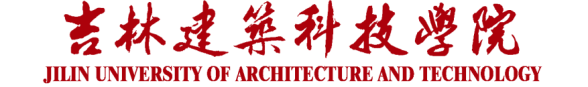 吉林建築科技學院
JILIN UNIVERSITY OF ARCHITECTURE AND TECHNOLOGY